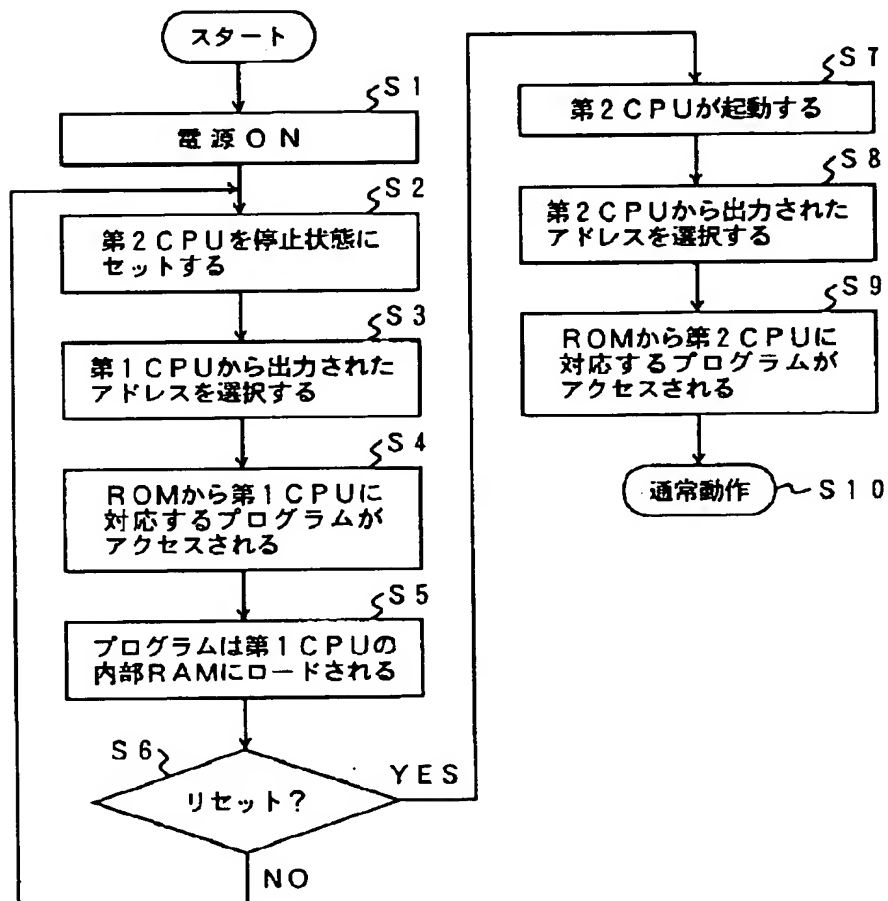 スタート
S1
電源ON
S2
第2CPUを停止状態に
セットする
S3
第1CPUから出力された
アドレスを選択する
S4
ROMから第1CPUに
対応するプログラムが
アクセスされる
S5
プログラムは第1CPUの
内部RAMにロードされる
S6
リセット?
YES
NO
S7
第2CPUが起動する
S8
第2CPUから出力された
アドレスを選択する
S9
ROMから第2CPUに
対応するプログラムが
アクセスされる
通常動作
S10